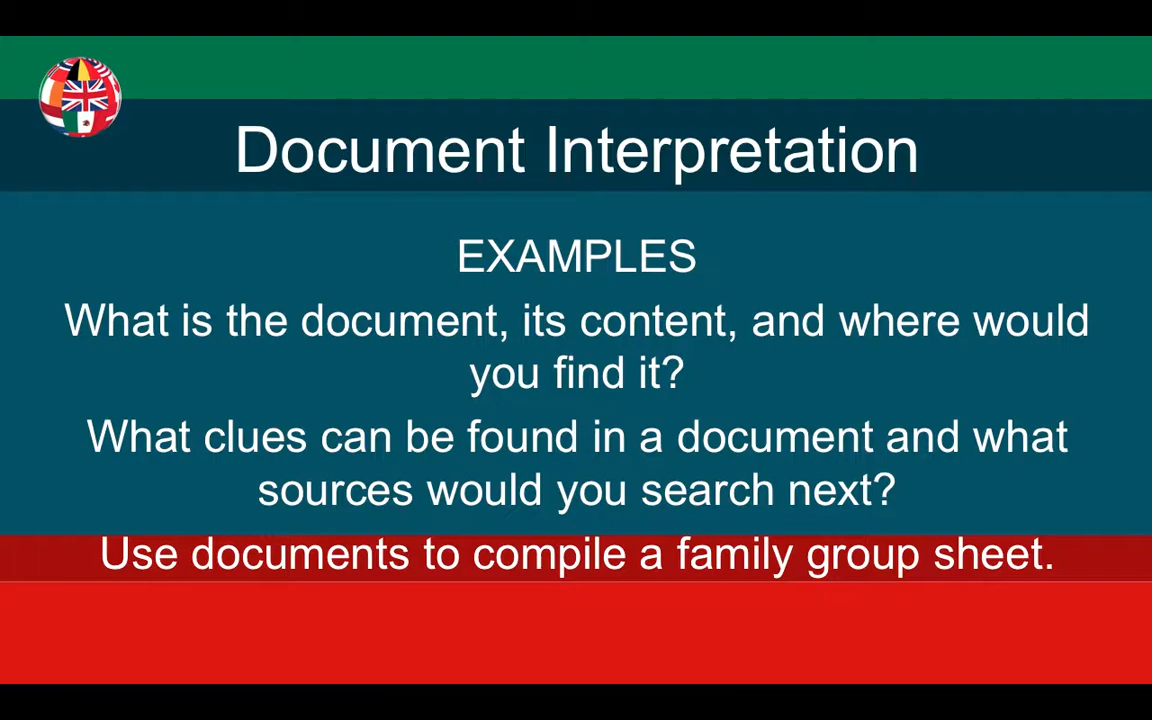 Document Interpretation
EXAMPLES
What is the document, its content, and where would
you find it?
What clues can be found in a document and what
sources would you search next?
Use documents to compile a family group sheet.